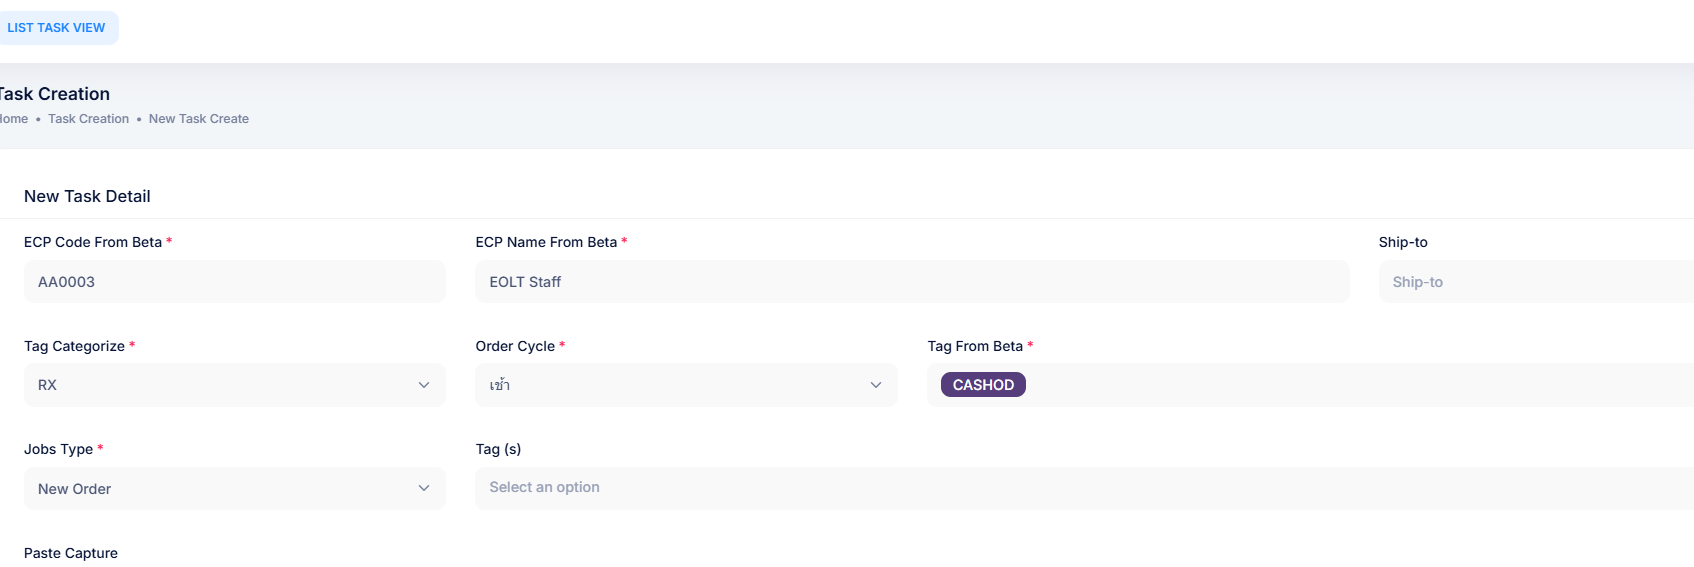 LIST TASK VIEW
Task Creation
Home • Task Creation • New Task Create
New Task Detail
ECP Code From Beta * ECP Name From Beta * Ship-to
AA0003 EOLT Staff Ship-to
Tag Categorize * Order Cycle * Tag From Beta *
RX เช้า CASHOD
Jobs Type * Tag (s)
New Order Select an option
Paste Capture